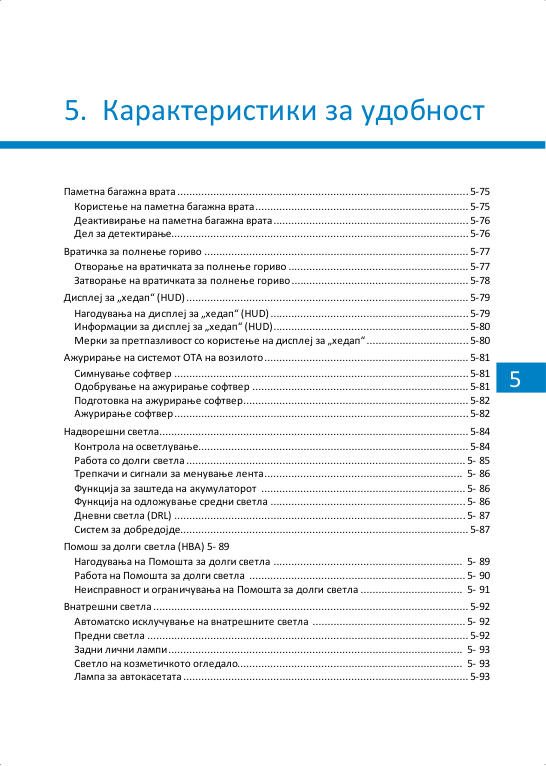 5. Карактеристики за удобност
Паметна багажна врата ........ 5-75
Користење на паметна багажна врата ........ 5-75
Деактивирање на паметна багажна врата ........ 5-76
Дел за детектирање ........ 5-76
Вратичка за полнење гориво ........ 5-77
Отворање на вратичката за полнење гориво ........ 5-77
Затворање на вратичката за полнење гориво ........ 5-78
Дисплеј за „хедап“ (HUD) ........ 5-79
Нагодувања на дисплеј за „хедап“ (HUD) ........ 5-79
Информации за дисплеј за „хедап“ (HUD) ........ 5-80
Мерки за претпазливост со користење на дисплеј за „хедап“ ........ 5-80
Ажурирање на системот ОТА на возилото ........ 5-81
Симнување софтвер ........ 5-81
Одобрување на ажурирање софтвер ........ 5-81
5
Подготовка на ажурирање софтвер ........ 5-82
Ажурирање софтвер ........ 5-82
Надворешни светла ........ 5-84
Контрола на осветлување ........ 5-84
Работа со долги светла ........ 5- 85
Трепкачи и сигнали за менување лента ........ 5- 86
Функција за заштеда на акумулаторот ........ 5- 86
Функција на одложување средни светла ........ 5- 86
Дневни светла (DRL) ........ 5- 87
Систем за добредојде ........ 5-87
Помош за долги светла (HBA) 5- 89
Нагодувања на Помошта за долги светла ........ 5- 89
Работа на Помошта за долги светла ........ 5- 90
Неисправност и ограничувања на Помошта за долги светла ........ 5- 91
Внатрешни светла ........ 5-92
Автоматско исклучување на внатрешните светла ........ 5- 92
Предни светла ........ 5-92
Задни лични лампи ........ 5- 93
Светло на козметичкото огледало ........ 5- 93
Лампа за автокасетата ........ 5-93